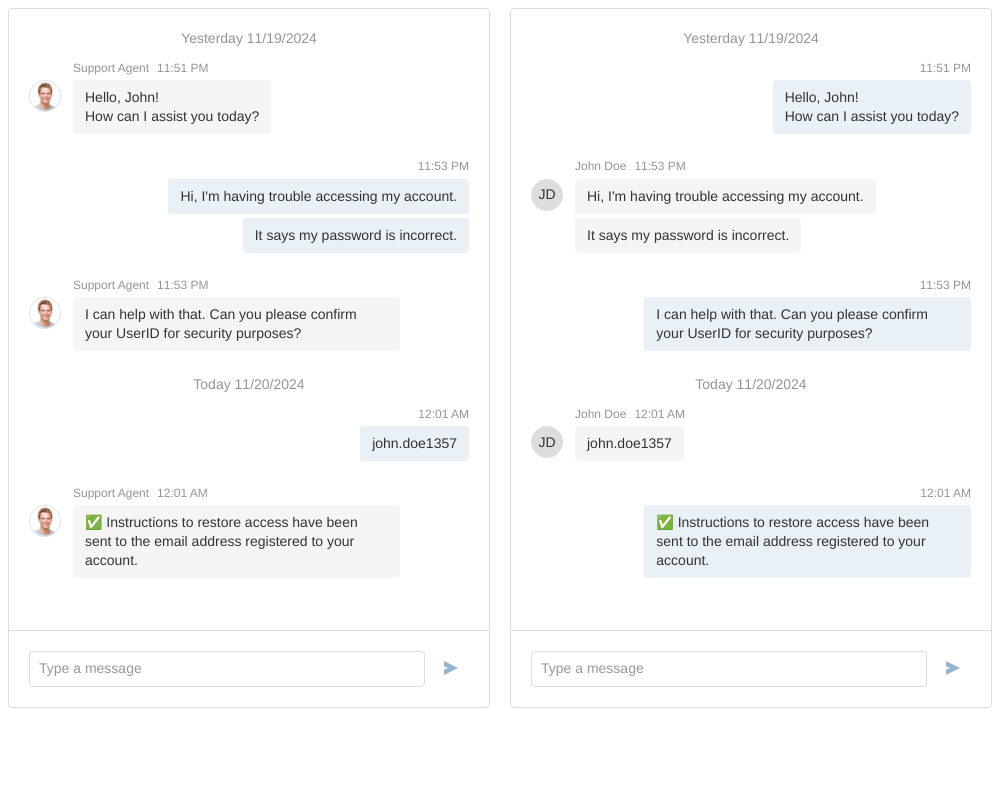 Yesterday 11/19/2024
Support Agent 11:51 PM
Hello, John!
How can I assist you today?
11:53 PM
Hi, I'm having trouble accessing my account.
It says my password is incorrect.
Support Agent 11:53 PM
I can help with that. Can you please confirm
your UserID for security purposes?
Today 11/20/2024
12:01 AM
john.doe1357
Support Agent 12:01 AM
✅ Instructions to restore access have been
sent to the email address registered to your
account.
Type a message
Yesterday 11/19/2024
11:51 PM
Hello, John!
How can I assist you today?
John Doe 11:53 PM
JD
Hi, I'm having trouble accessing my account.
It says my password is incorrect.
11:53 PM
I can help with that. Can you please confirm
your UserID for security purposes?
Today 11/20/2024
John Doe 12:01 AM
JD
john.doe1357
12:01 AM
✅ Instructions to restore access have been
sent to the email address registered to your
account.
Type a message